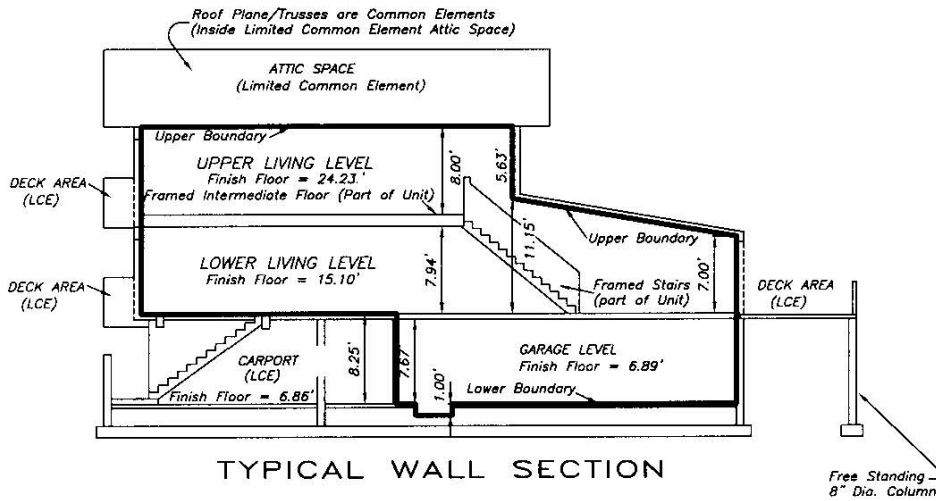 Roof Plane/Trusses are Common Elements
(Inside Limited Common Element Attic Space)
ATTIC SPACE
(Limited Common Element)
Upper Boundary
UPPER LIVING LEVEL
Finish Floor = 24.23.'
Framed Intermediate Floor (Part of Unit)
8.00'
5.63'
DECK AREA
(LCE)
11.15'
Upper Boundary
LOWER LIVING LEVEL
Finish Floor = 15.10'
7.94'
Framed Stairs
(part of Unit)
7.00'
DECK AREA
(LCE)
DECK AREA
(LCE)
CARPORT
(LCE)
Finish Floor = 6.86'
8.25'
7.67'
1.00'
GARAGE LEVEL
Finish Floor = 6.89'
Lower Boundary
TYPICAL WALL SECTION
Free Standing
8" Dia. Column